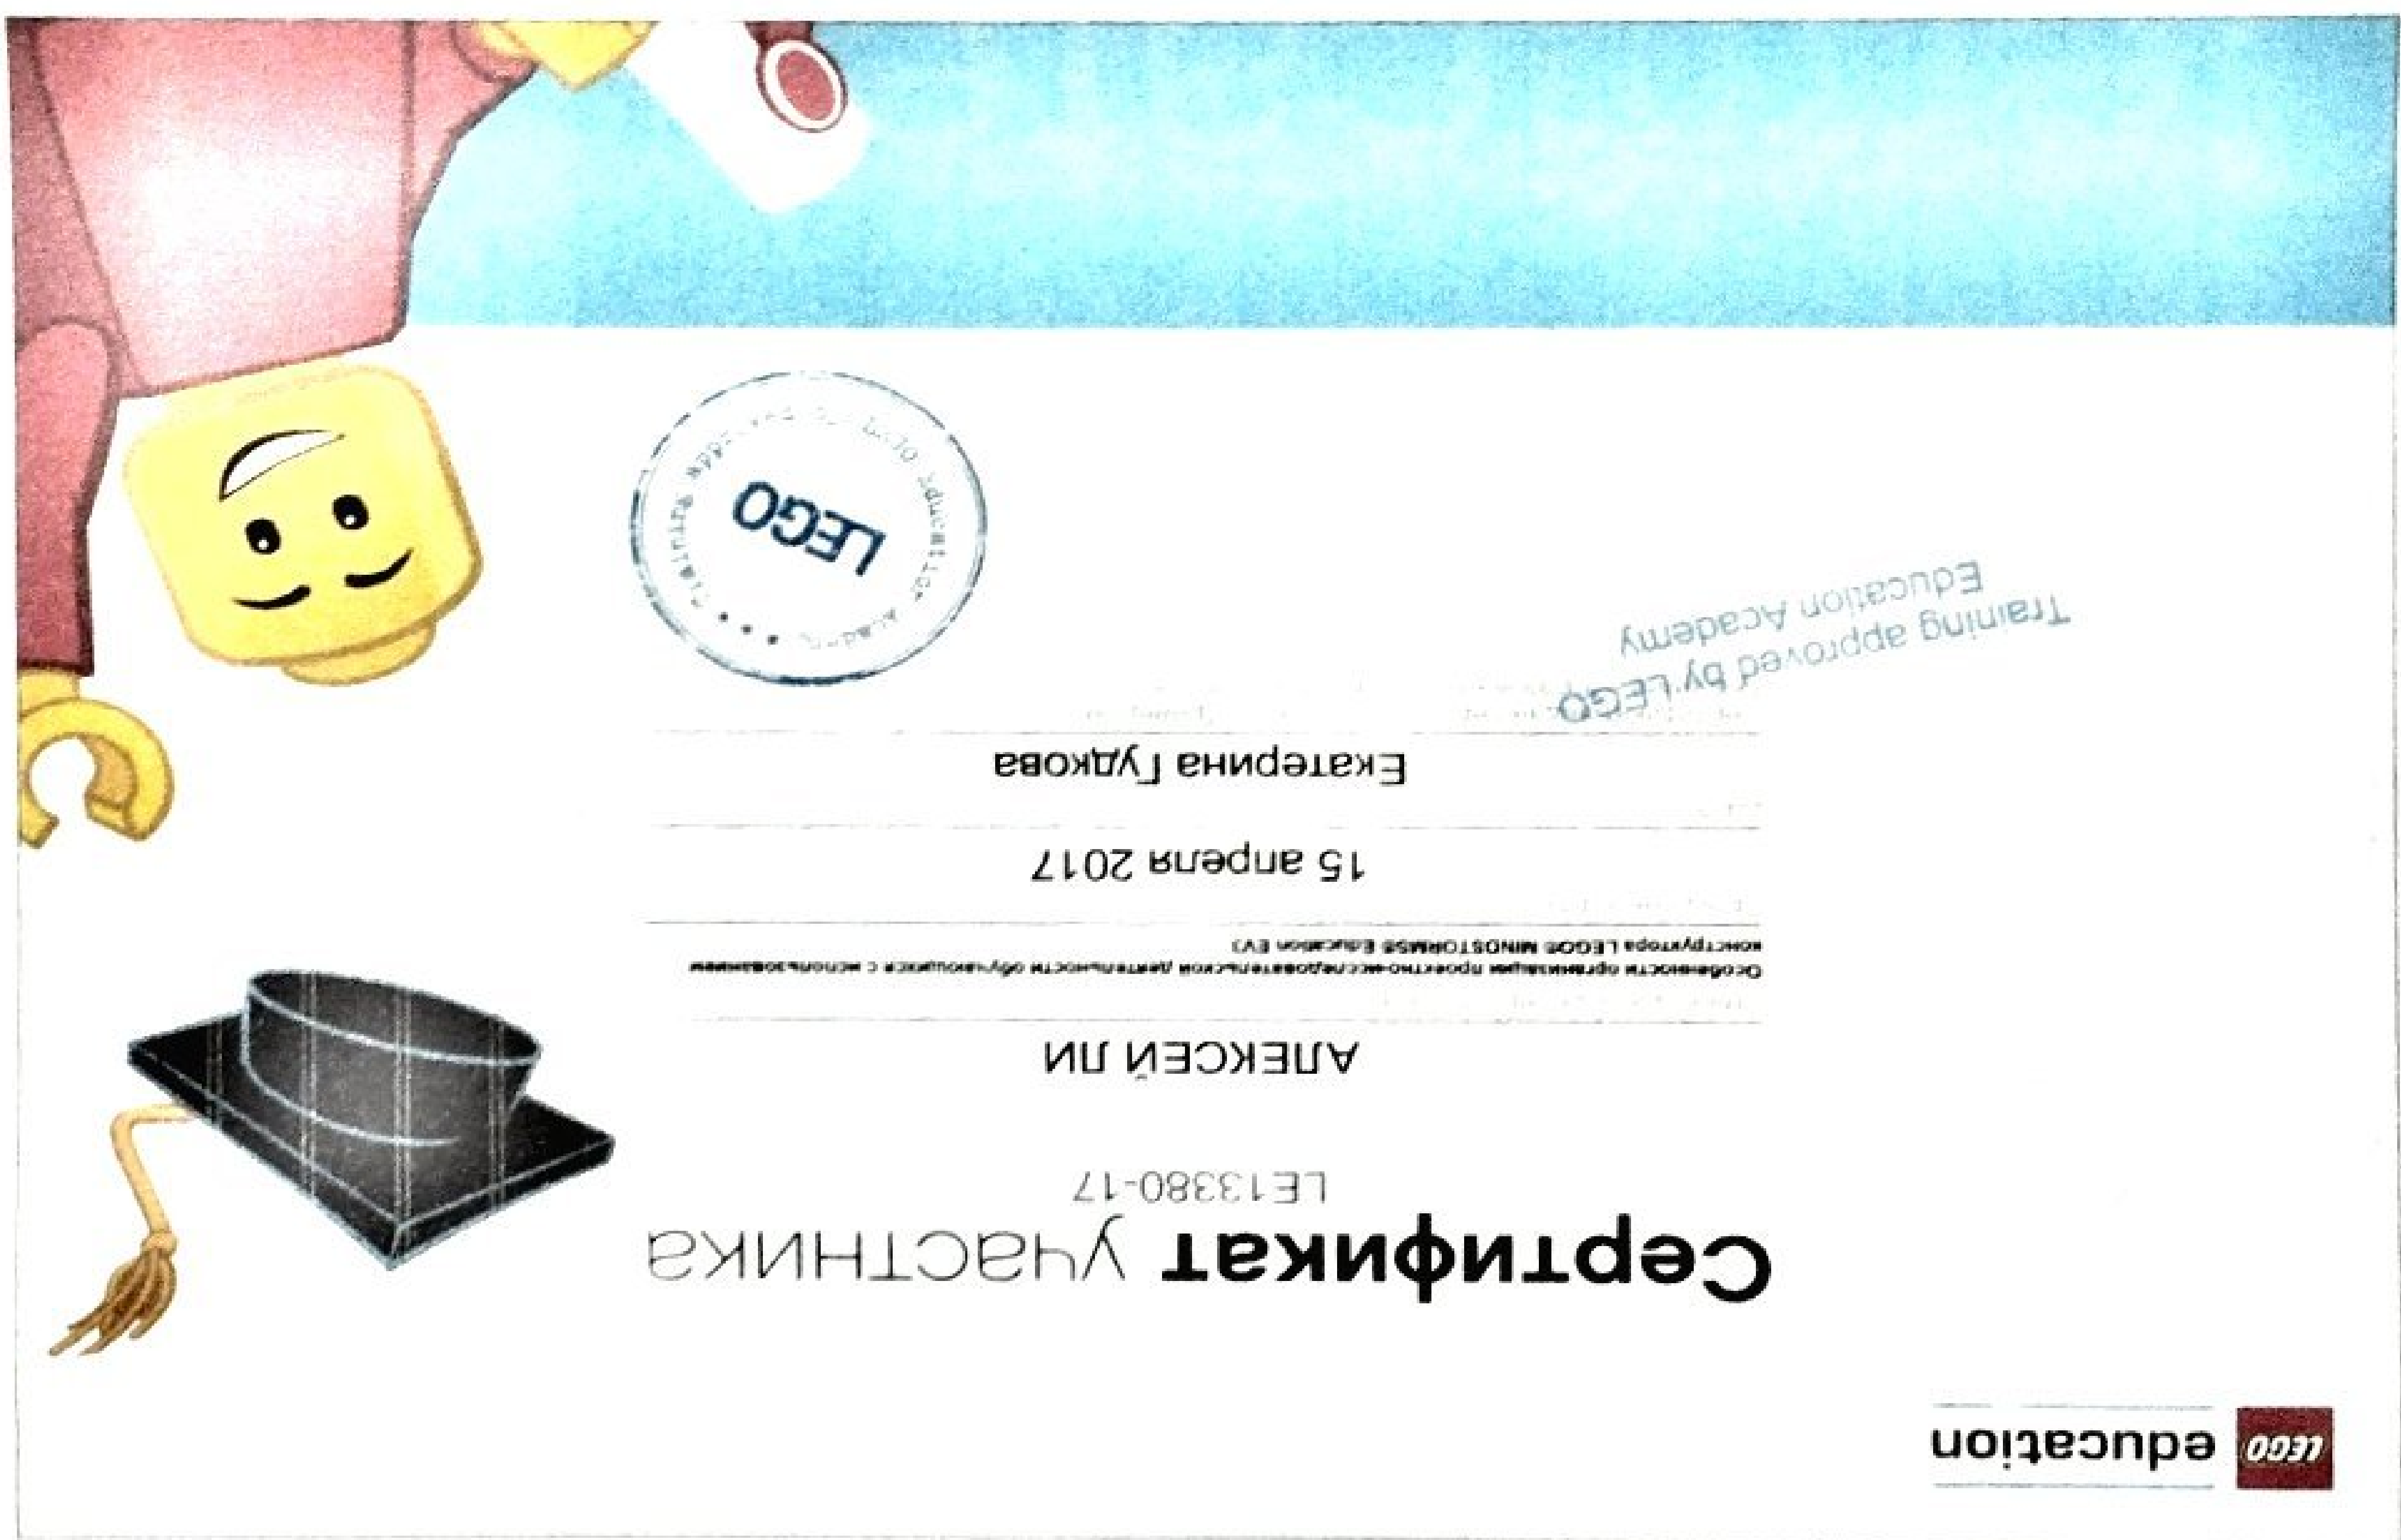 LEGO education
Сертификат участника
LE13380-17
АЛЕКСЕЙ ЛИ
Особенности организации проектно-исследовательской деятельности обучающихся с использованием
конструктора LEGO® MINDSTORMS® Education EV3
15 апреля 2017
Екатерина Гудкова
Training approved by LEGO
Education Academy
LEGO